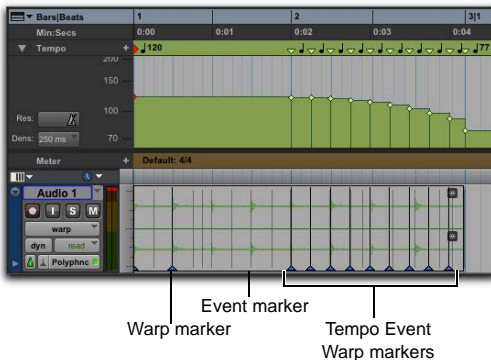 Bars|Beats 1 2 3|1
Min:Secs 0:00 0:01 0:02 0:03 0:04
Tempo + 120 77
200
150
Res: 100
Dens: 250 ms 70
Meter + Default: 4/4
Audio 1
I S M
warp
dyn read
Polyphnc
Event marker
Warp marker
Tempo Event
Warp markers